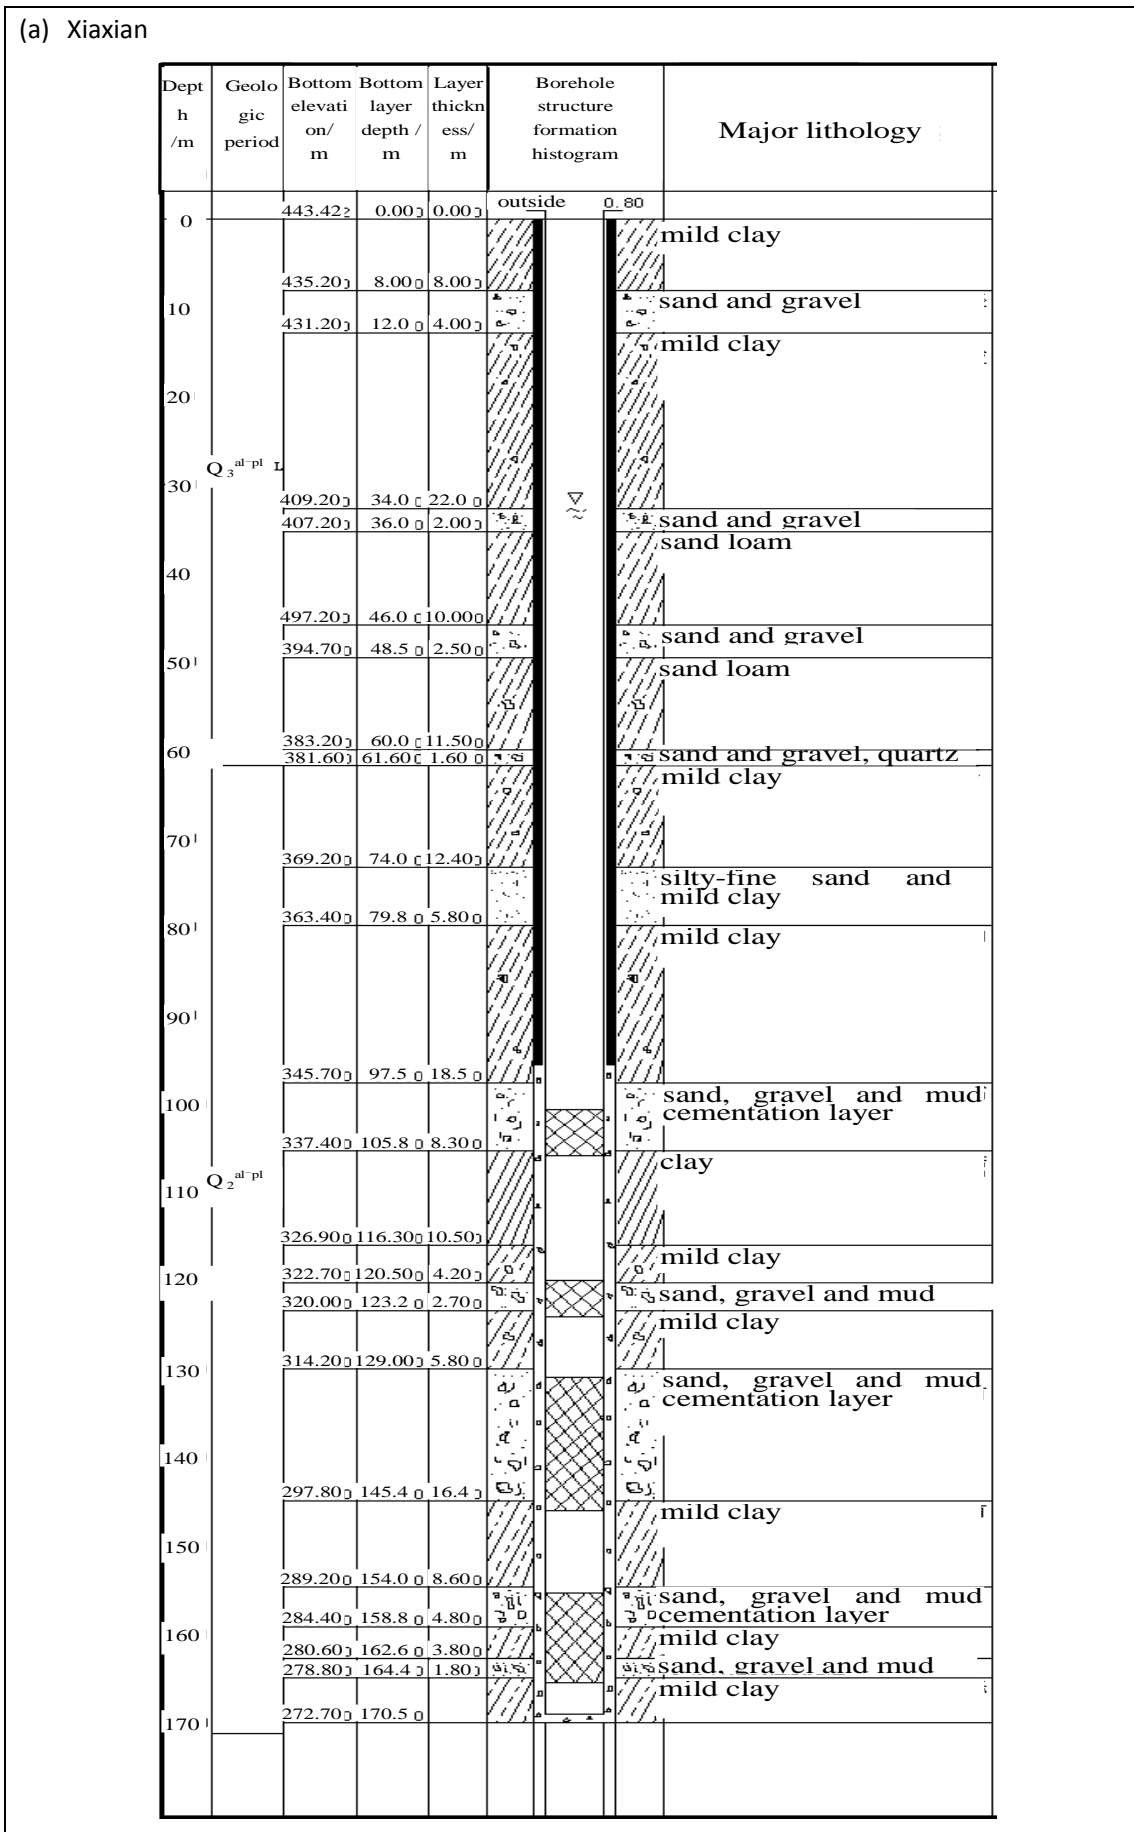 (a) Xiaxian
Dept h /m
Geolo gic period
Bottom elevati on/ m
Bottom layer depth / m
Layer thickn ess/ m
Borehole structure formation histogram
Major lithology
outside 0.80
443.42 0.00 0.00
0
mild clay
435.20 8.00 8.00
sand and gravel
10
431.20 12.0 4.00
mild clay
20
Q3 al-pl
30
409.20 34.0 22.0
407.20 36.0 2.00 sand and gravel
sand loam
40
497.20 46.0 10.00
sand and gravel
394.70 48.5 2.50
50
sand loam
383.20 60.0 11.50
60
381.60 61.60 1.60 sand and gravel, quartz
mild clay
70
369.20 74.0 12.40
silty-fine sand and
mild clay
363.40 79.8 5.80
80
mild clay
90
345.70 97.5 18.5
sand, gravel and mud
100
cementation layer
337.40 105.8 8.30
clay
Q2 al-pl
110
326.90 116.30 10.50
mild clay
120
322.70 120.50 4.20
sand, gravel and mud
320.00 123.2 2.70
mild clay
314.20 129.00 5.80
130
sand, gravel and mud
cementation layer
140
297.80 145.4 16.4
mild clay
150
289.20 154.0 8.60
sand, gravel and mud
284.40 158.8 4.80 cementation layer
160
mild clay
280.60 162.6 3.80
278.80 164.4 1.80 sand, gravel and mud
mild clay
272.70 170.5
170